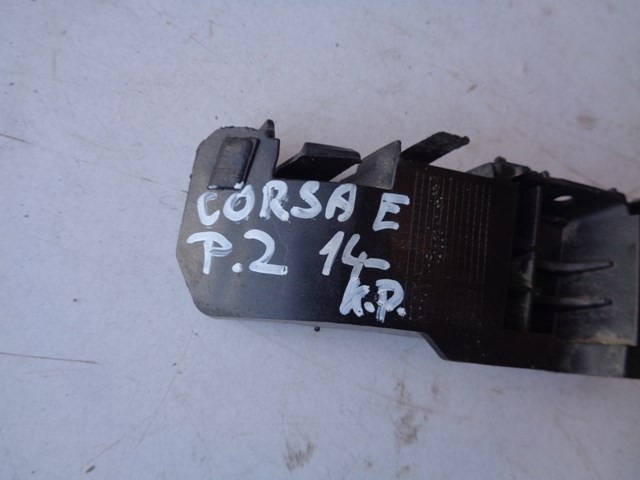 CORSA E
P.2 14-
K.P.